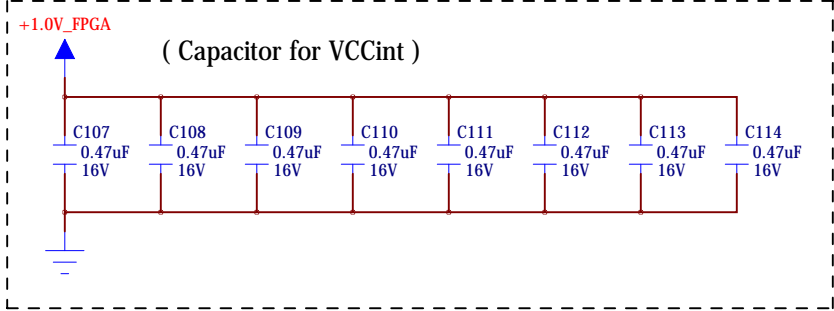 +1.0V_FPGA
( Capacitor for VCCint )
C107 C108 C109 C110 C111 C112 C113 C114
0.47uF 0.47uF 0.47uF 0.47uF 0.47uF 0.47uF 0.47uF 0.47uF
16V 16V 16V 16V 16V 16V 16V 16V